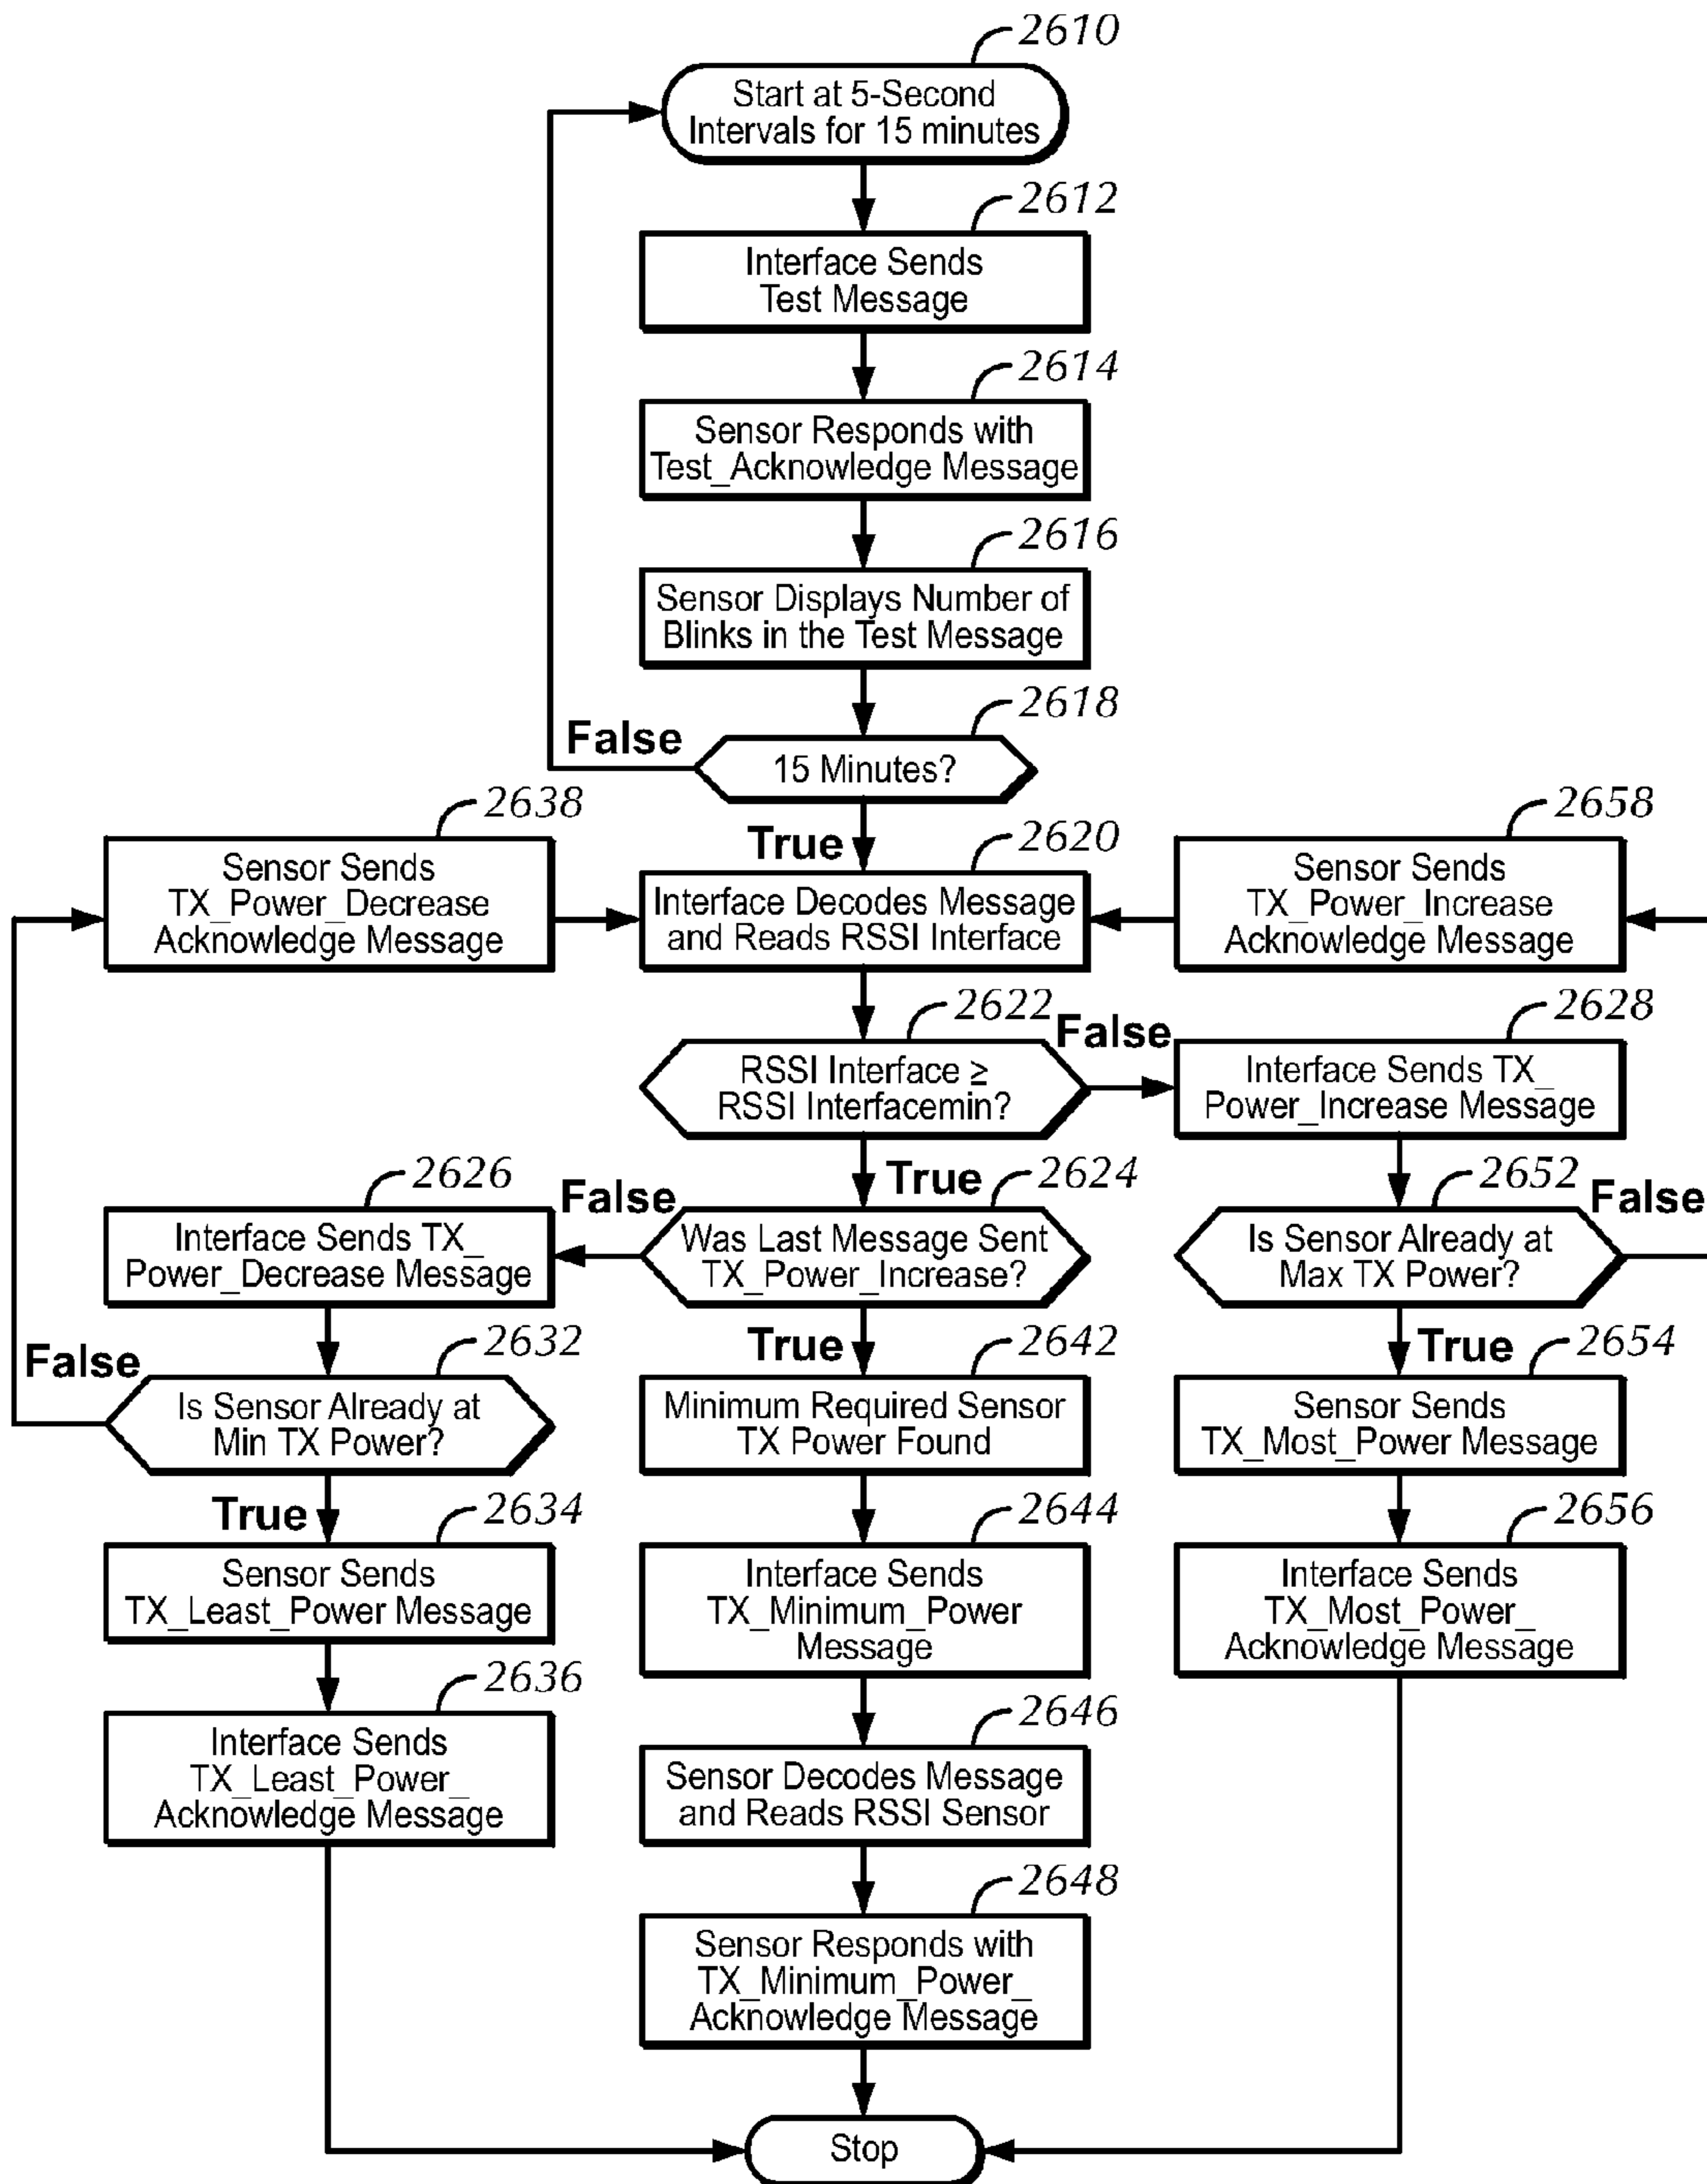 2610
Start at 5-Second
Intervals for 15 minutes
2612
Interface Sends
Test Message
2614
Sensor Responds with
Test_Acknowledge Message
2616
Sensor Displays Number of
Blinks in the Test Message
2618
False
15 Minutes?
True
2638
Sensor Sends
TX_Power_Decrease
Acknowledge Message
2620
Interface Decodes Message
and Reads RSSI Interface
2658
Sensor Sends
TX_Power_Increase
Acknowledge Message
2622
RSSI Interface ≥
RSSI Interfacemin?
False
True
2628
Interface Sends TX_
Power_Increase Message
2626
Interface Sends TX_
Power_Decrease Message
False
2624
Was Last Message Sent
TX_Power_Increase?
True
2652
Is Sensor Already at
Max TX Power?
False
True
2632
False
Is Sensor Already at
Min TX Power?
True
2642
Minimum Required Sensor
TX Power Found
2654
Sensor Sends
TX_Most_Power Message
2634
Sensor Sends
TX_Least_Power Message
2644
Interface Sends
TX_Minimum_Power
Message
2656
Interface Sends
TX_Most_Power_
Acknowledge Message
2636
Interface Sends
TX_Least_Power_
Acknowledge Message
2646
Sensor Decodes Message
and Reads RSSI Sensor
2648
Sensor Responds with
TX_Minimum_Power_
Acknowledge Message
Stop